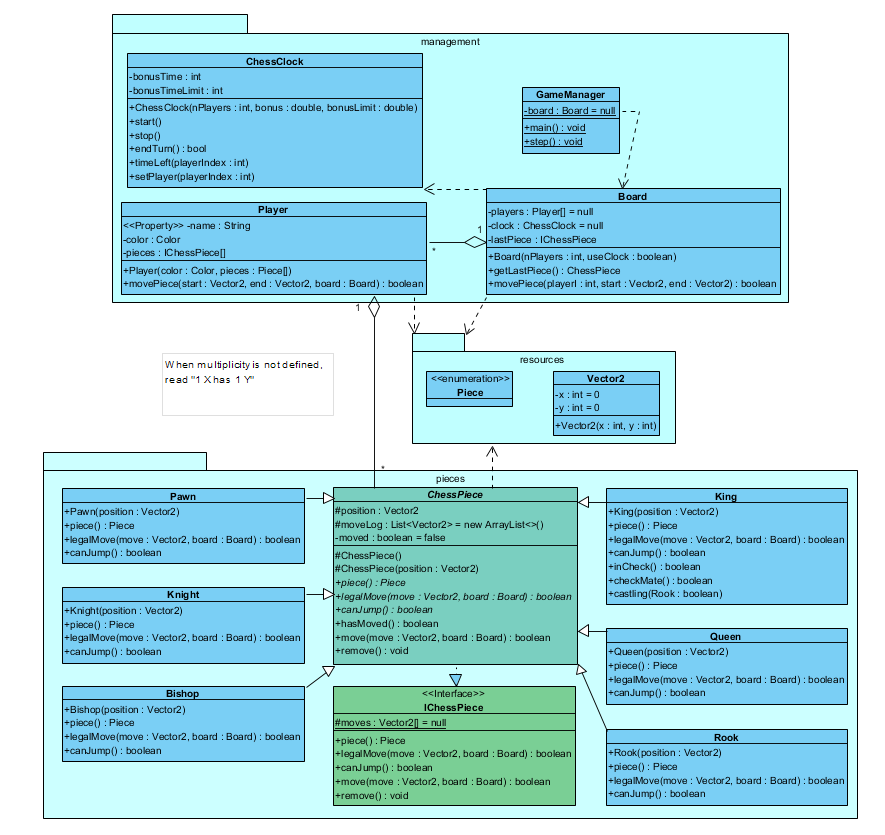 management
ChessClock
-bonusTime : int
-bonusTimeLimit : int
+ChessClock(nPlayers : int, bonus : double, bonusLimit : double)
+start()
+stop()
+endTurn() : bool
+timeLeft(playerIndex : int)
+setPlayer(playerIndex : int)
GameManager
-board : Board = null
+main() : void
+step() : void
Player
<<Property>> -name : String
-color : Color
-pieces : IChessPiece[]
+Player(color : Color, pieces : Piece[])
+movePiece(start : Vector2, end : Vector2, board : Board) : boolean
1
*
Board
-players : Player[] = null
-clock : ChessClock = null
-lastPiece : IChessPiece
+Board(nPlayers : int, useClock : boolean)
+getLastPiece() : ChessPiece
+movePiece(playerI : int, start : Vector2, end : Vector2) : boolean
1
*
When multiplicity is not defined,
read "1 X has 1 Y"
resources
<<enumeration>>
Piece
Vector2
-x : int = 0
-y : int = 0
+Vector2(x : int, y : int)
pieces
Pawn
+Pawn(position : Vector2)
+piece() : Piece
+legalMove(move : Vector2, board : Board) : boolean
+canJump() : boolean
Knight
+Knight(position : Vector2)
+piece() : Piece
+legalMove(move : Vector2, board : Board) : boolean
+canJump() : boolean
Bishop
+Bishop(position : Vector2)
+piece() : Piece
+legalMove(move : Vector2, board : Board) : boolean
+canJump() : boolean
ChessPiece
#position : Vector2
#moveLog : List<Vector2> = new ArrayList<>()
-moved : boolean = false
#ChessPiece()
#ChessPiece(position : Vector2)
+piece() : Piece
+legalMove(move : Vector2, board : Board) : boolean
+canJump() : boolean
+hasMoved() : boolean
+move(move : Vector2, board : Board) : boolean
+remove() : void
<<Interface>>
IChessPiece
#moves : Vector2[] = null
+piece() : Piece
+legalMove(move : Vector2, board : Board) : boolean
+canJump() : boolean
+move(move : Vector2, board : Board) : boolean
+remove() : void
King
+King(position : Vector2)
+piece() : Piece
+legalMove(move : Vector2, board : Board) : boolean
+canJump() : boolean
+inCheck() : boolean
+checkMate() : boolean
+castling(Rook : boolean)
Queen
+Queen(position : Vector2)
+piece() : Piece
+legalMove(move : Vector2, board : Board) : boolean
+canJump() : boolean
Rook
+Rook(position : Vector2)
+piece() : Piece
+legalMove(move : Vector2, board : Board) : boolean
+canJump() : boolean